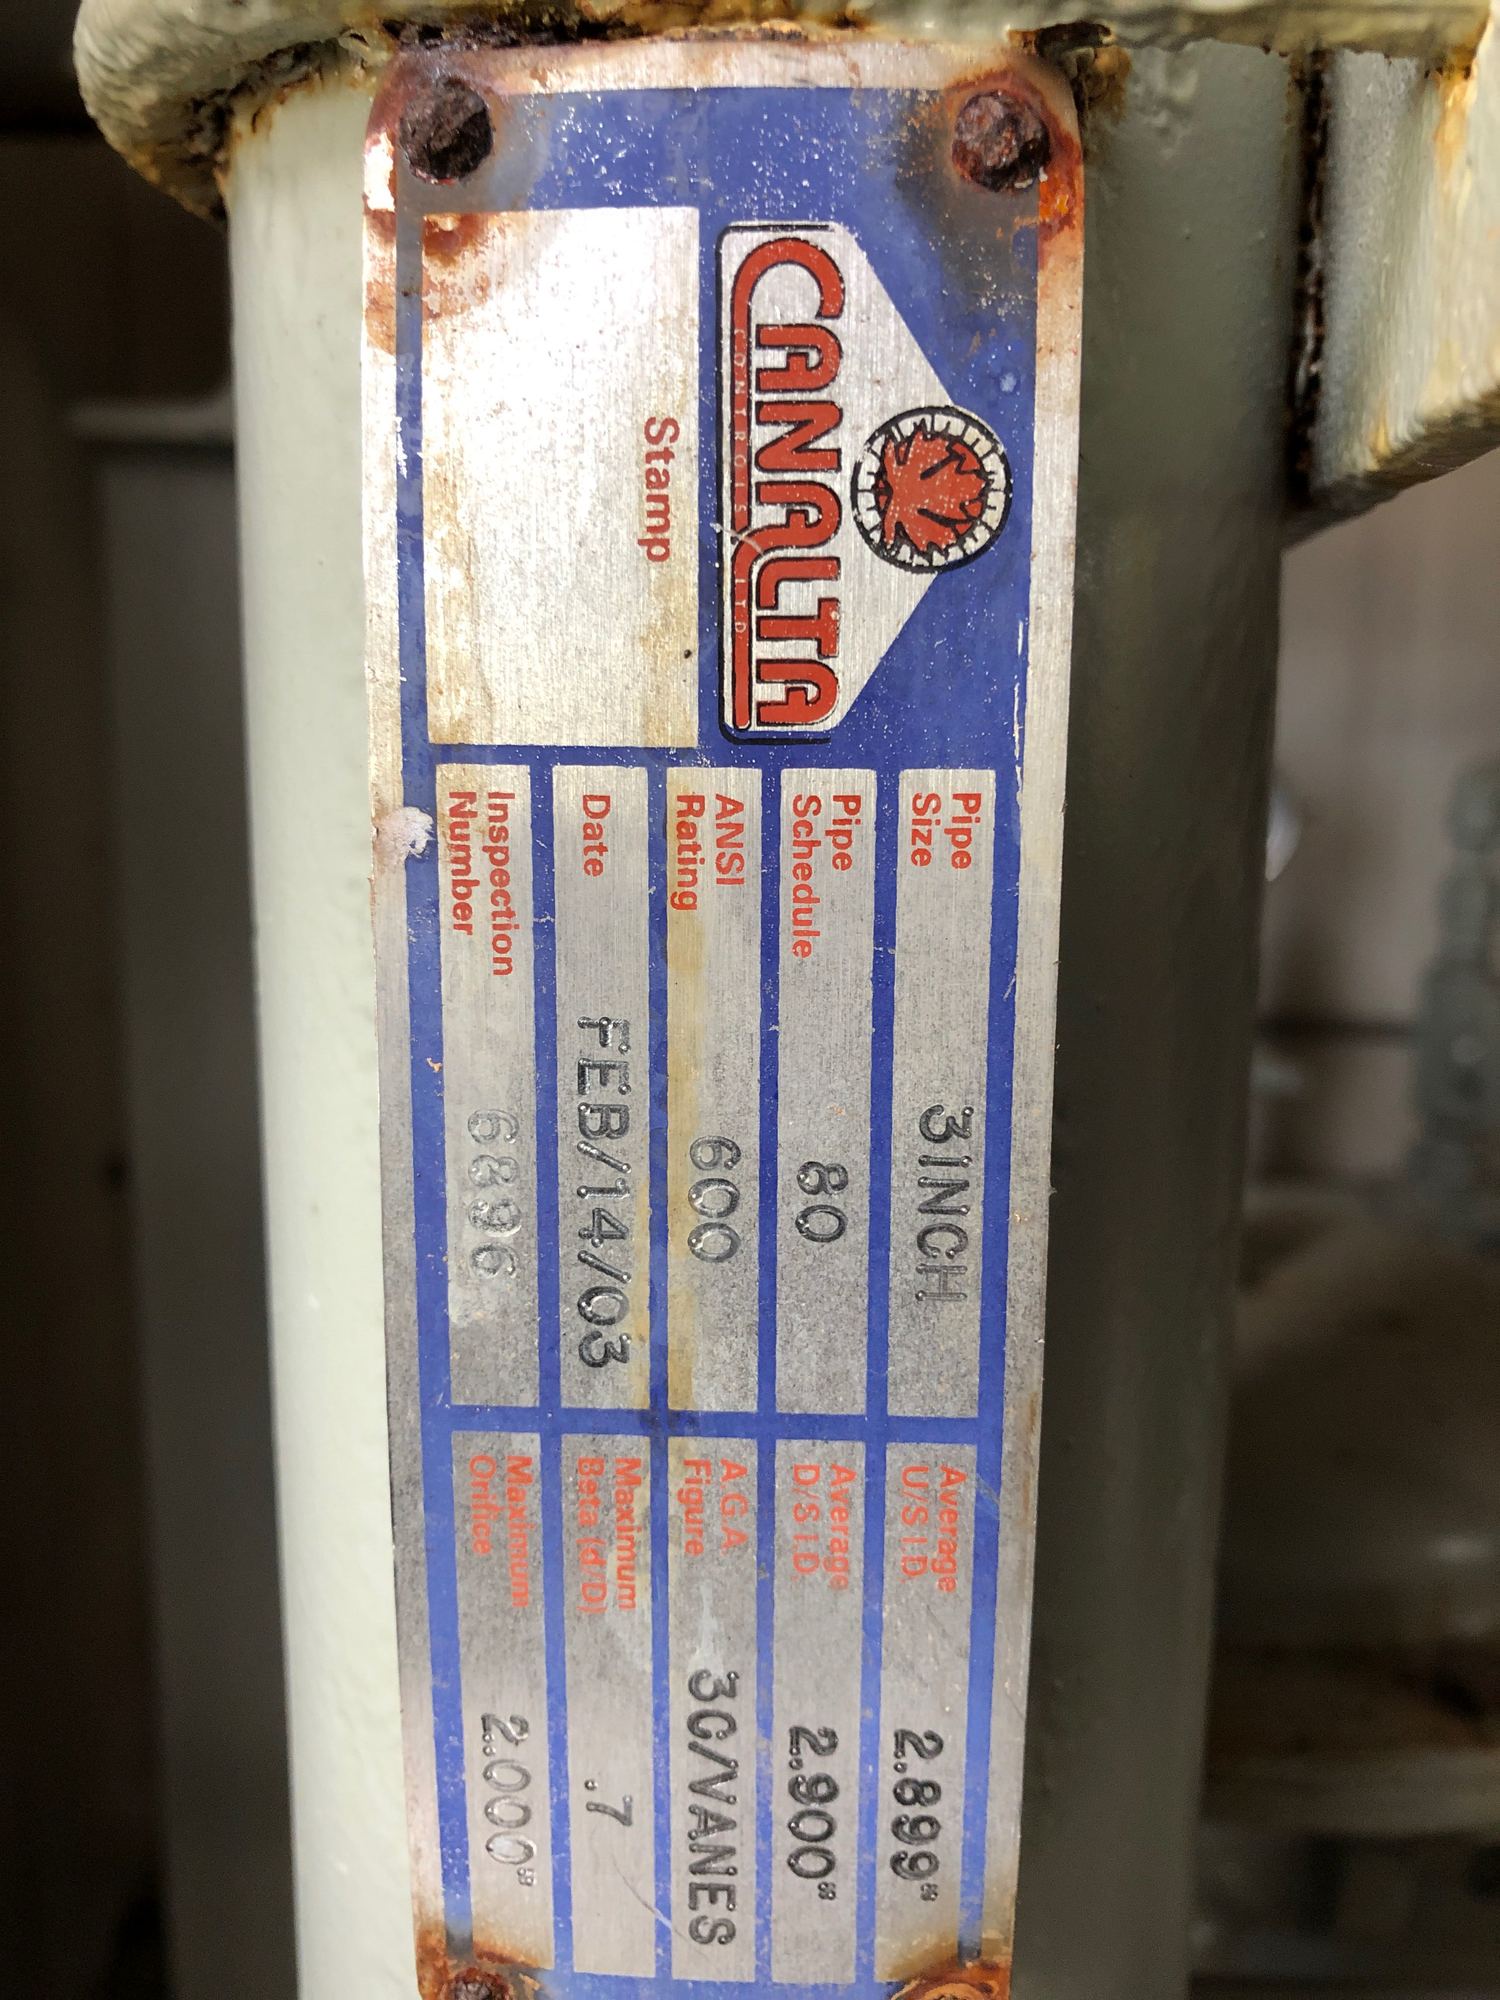 CANALTA
CONTROLS LTD
Stamp
Pipe
Size
3INCH
Pipe
Schedule
80
ANSI
Rating
600
Date
FEB/14/03
Inspection
Number
6896
Average
U/S I.D.
2.899"
Average
D/S I.D.
2.900"
A.G.A.
Figure
3C/VANES
Maximum
Beta (d/D)
.7
Maximum
Orifice
2.000"